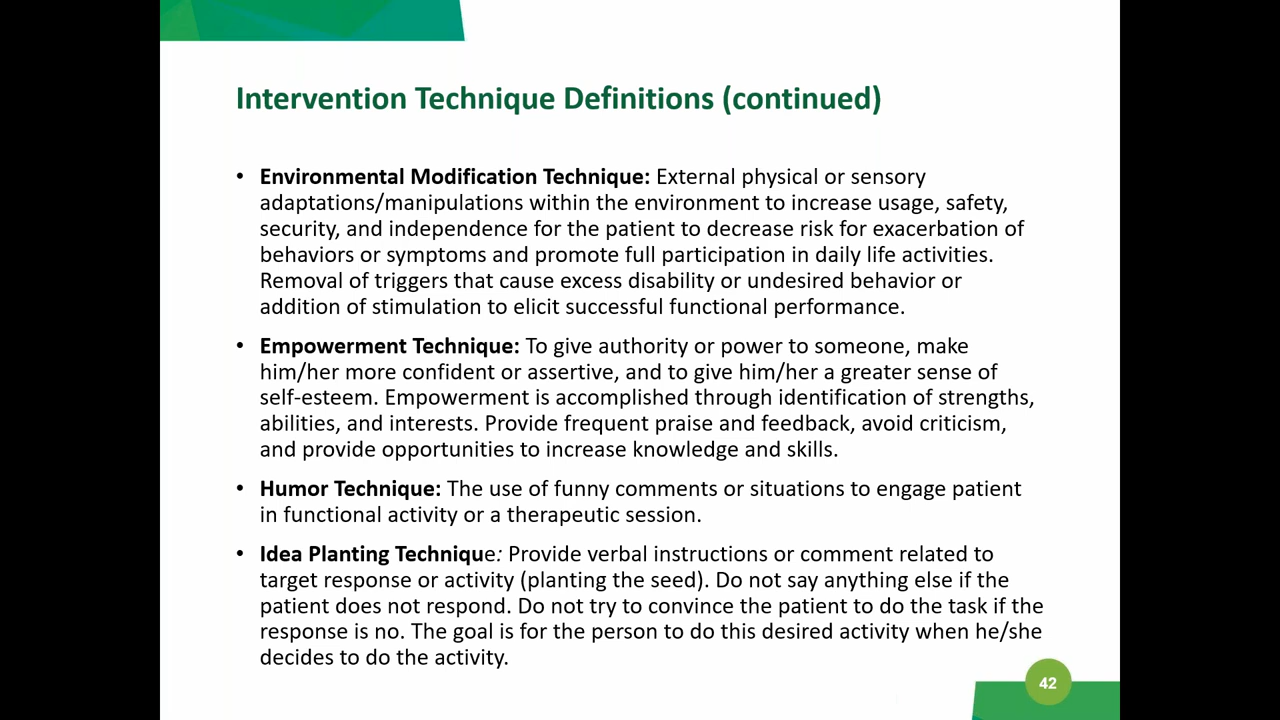 Intervention Technique Definitions (continued)
• Environmental Modification Technique: External physical or sensory
adaptations/manipulations within the environment to increase usage, safety,
security, and independence for the patient to decrease risk for exacerbation of
behaviors or symptoms and promote full participation in daily life activities.
Removal of triggers that cause excess disability or undesired behavior or
addition of stimulation to elicit successful functional performance.
• Empowerment Technique: To give authority or power to someone, make
him/her more confident or assertive, and to give him/her a greater sense of
self-esteem. Empowerment is accomplished through identification of strengths,
abilities, and interests. Provide frequent praise and feedback, avoid criticism,
and provide opportunities to increase knowledge and skills.
• Humor Technique: The use of funny comments or situations to engage patient
in functional activity or a therapeutic session.
• Idea Planting Technique: Provide verbal instructions or comment related to
target response or activity (planting the seed). Do not say anything else if the
patient does not respond. Do not try to convince the patient to do the task if the
response is no. The goal is for the person to do this desired activity when he/she
decides to do the activity.
42